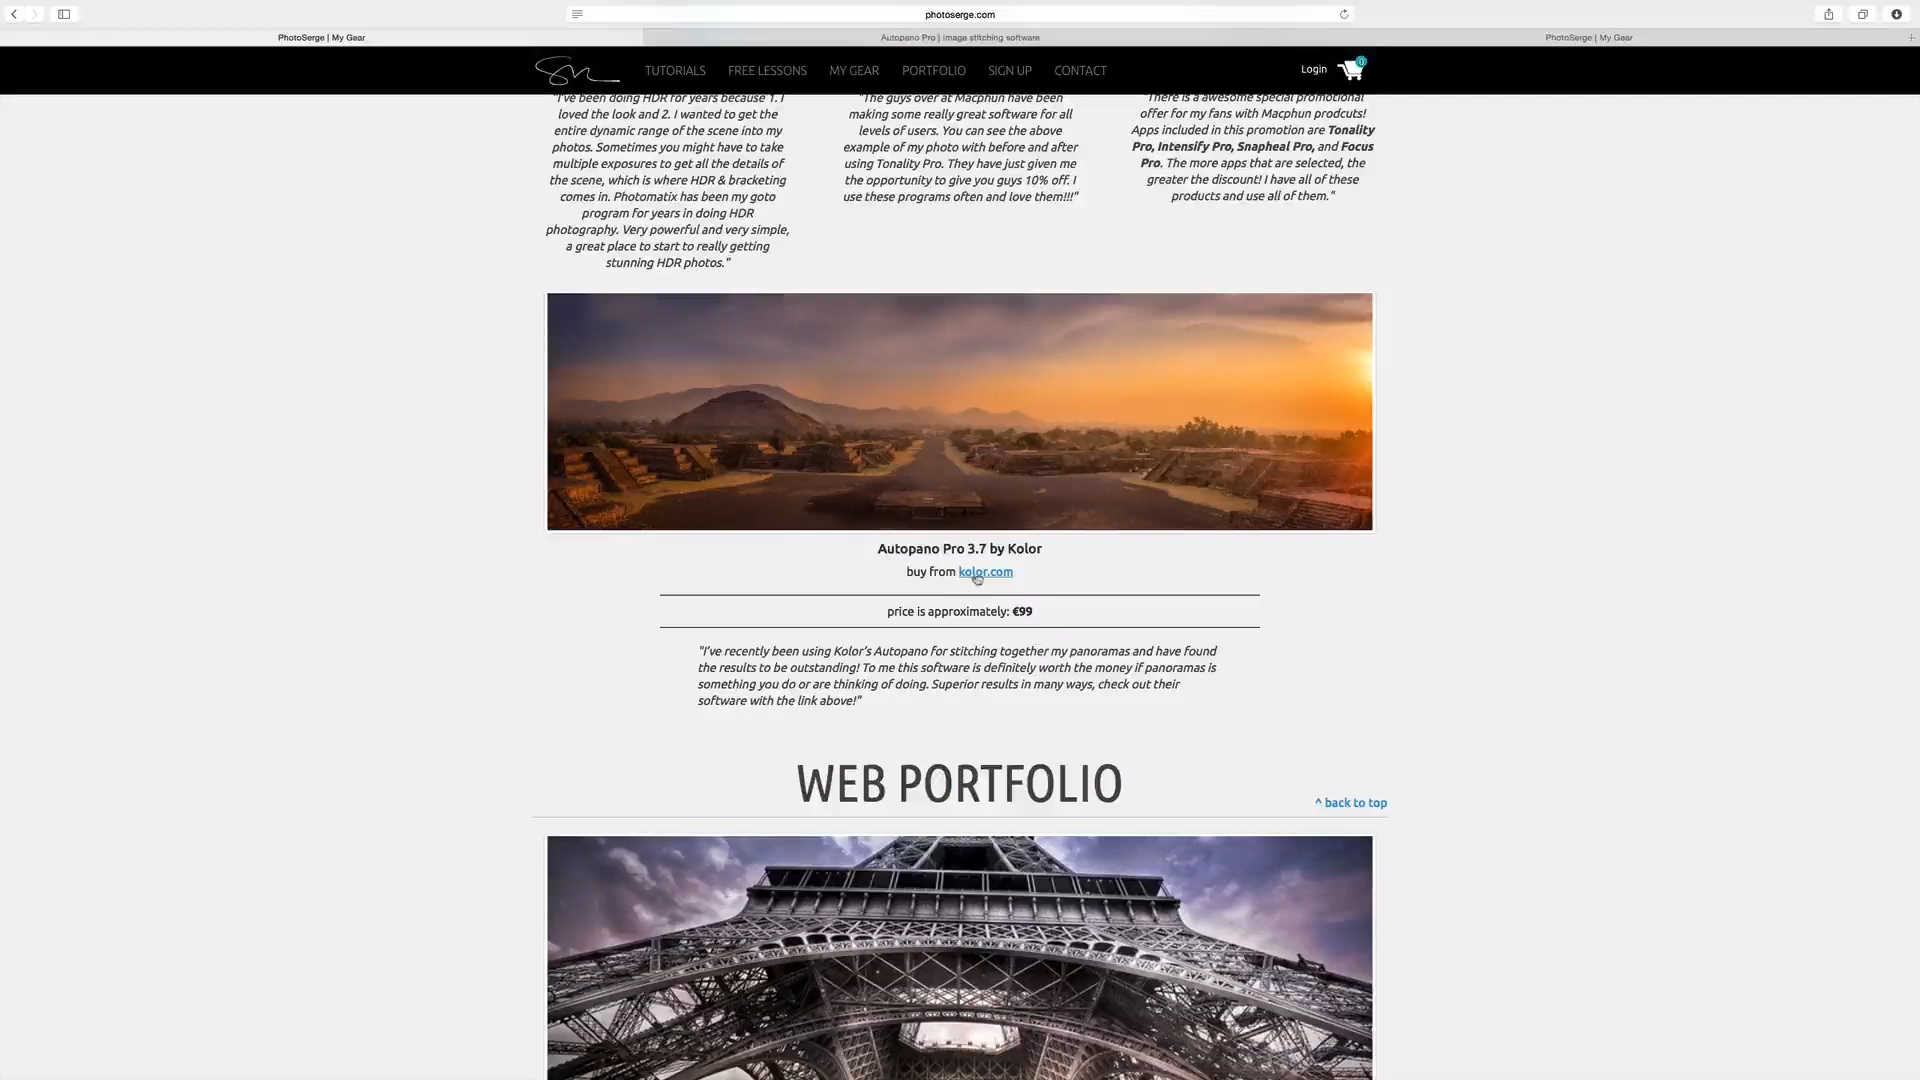 photoserge.com
PhotoSerge | My Gear
Autopano Pro | image stitching software
PhotoSerge | My Gear
TUTORIALS
FREE LESSONS
MY GEAR
PORTFOLIO
SIGN UP
CONTACT
Login
0
"I've been doing HDR for years because 1. I
loved the look and 2. I wanted to get the
entire dynamic range of the scene into my
photos. Sometimes you might have to take
multiple exposures to get all the details of
the scene, which is where HDR & bracketing
comes in. Photomatix has been my goto
program for years in doing HDR
photography. Very powerful and very simple,
a great place to start to really getting
stunning HDR photos."
"The guys over at Macphun have been
making some really great software for all
levels of users. You can see the above
example of my photo with before and after
using Tonality Pro. They have just given me
the opportunity to give you guys 10% off. I
use these programs often and love them!!!"
"There is a awesome special promotional
offer for my fans with Macphun prodcuts!
Apps included in this promotion are Tonality
Pro, Intensify Pro, Snapheal Pro, and Focus
Pro. The more apps that are selected, the
greater the discount! I have all of these
products and use all of them."
Autopano Pro 3.7 by Kolor
buy from kolor.com
price is approximately: €99
"I've recently been using Kolor's Autopano for stitching together my panoramas and have found
the results to be outstanding! To me this software is definitely worth the money if panoramas is
something you do or are thinking of doing. Superior results in many ways, check out their
software with the link above!"
WEB PORTFOLIO
^ back to top